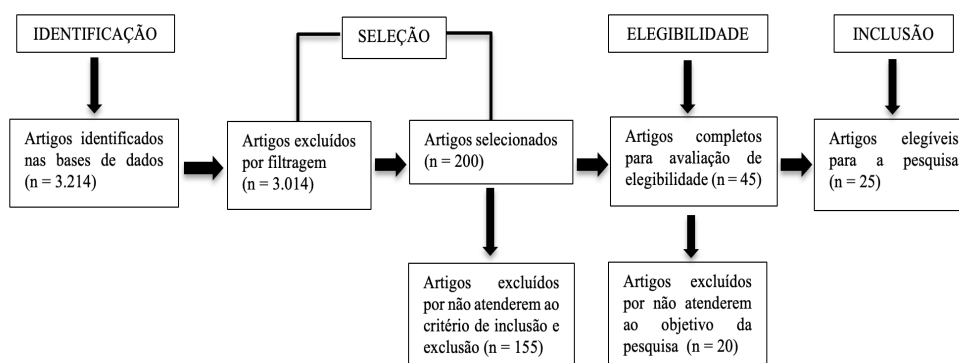 IDENTIFICAÇÃO
SELEÇÃO
ELEGIBILIDADE
INCLUSÃO
Artigos identificados
nas bases de dados
(n = 3.214)
Artigos excluídos
por filtragem
(n = 3.014)
Artigos selecionados
(n = 200)
Artigos completos
para avaliação de
elegibilidade (n = 45)
Artigos elegíveis
para a pesquisa
(n = 25)
Artigos excluídos
por não atenderem ao
critério de inclusão e
exclusão (n = 155)
Artigos excluídos
por não atenderem
ao objetivo da
pesquisa (n = 20)